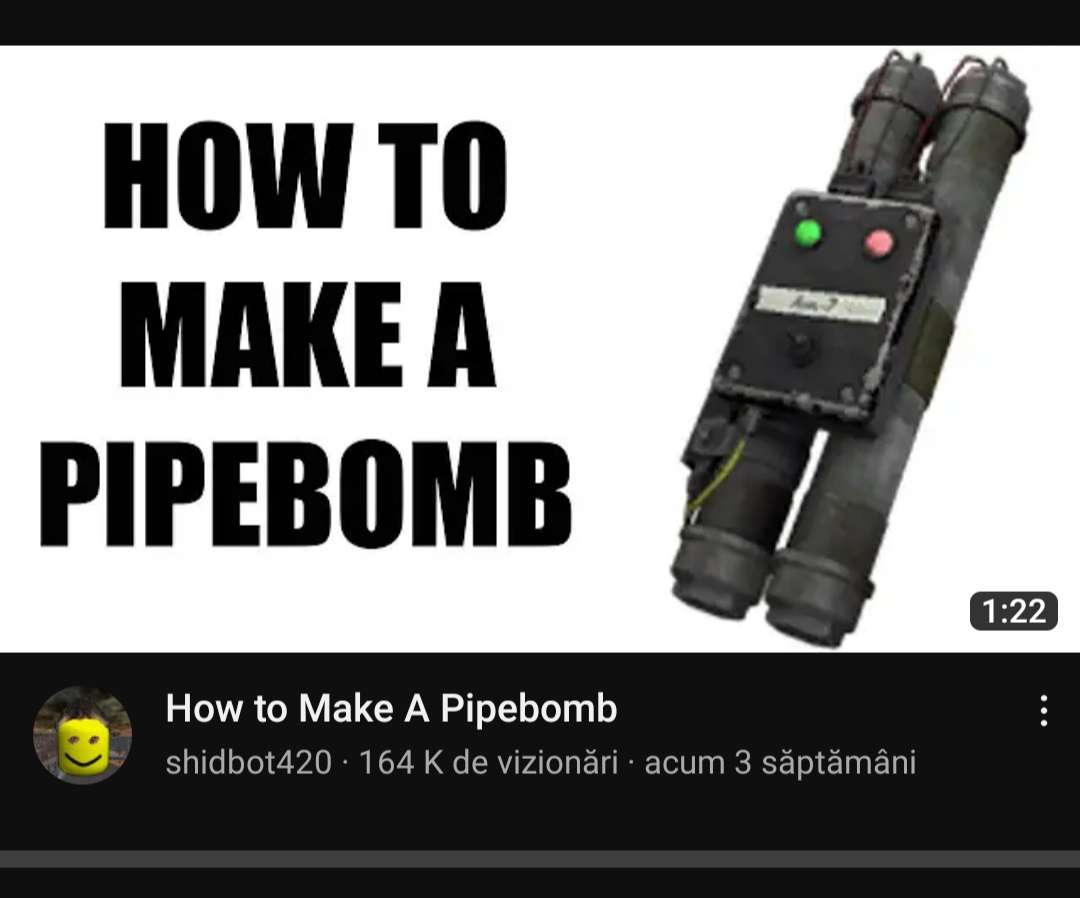 HOW TO
MAKE A
PIPEBOMB
1:22
How to Make A Pipebomb
shidbot420 · 164 K de vizionări · acum 3 săptămâni